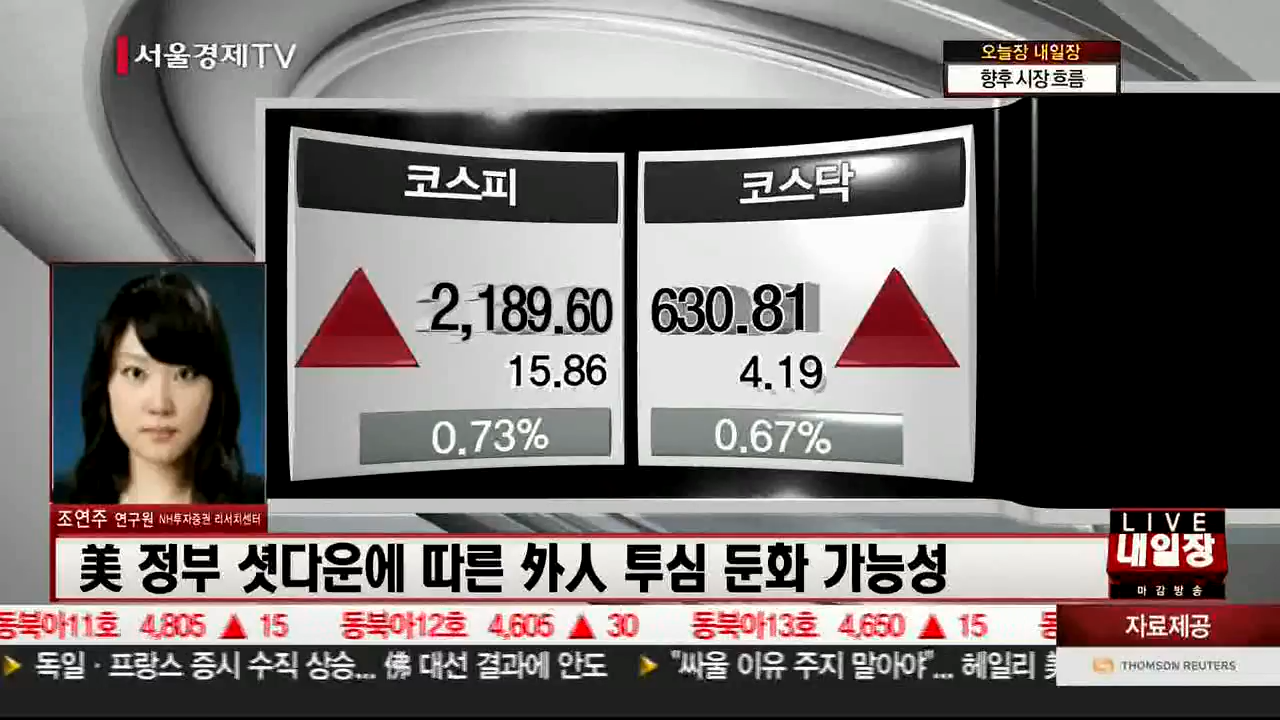 서울경제TV
오늘장 내일장
향후 시장 흐름
코스피
2,189.60
15.86
0.73%
코스닥
630.81
4.19
0.67%
조연주 연구원 NH투자증권 리서치센터
美 정부 셧다운에 따른 外人 투심 둔화 가능성
LIVE
내일장
마감방송
동북아11호 4,805 ▲ 15 동북아12호 4,605 ▲ 30 동북아13호 4,650 ▲ 15
자료제공
독일·프랑스 증시 수직 상승... 佛 대선 결과에 안도 "싸울 이유 주지 말아야"... 헤일리
THOMSON REUTERS